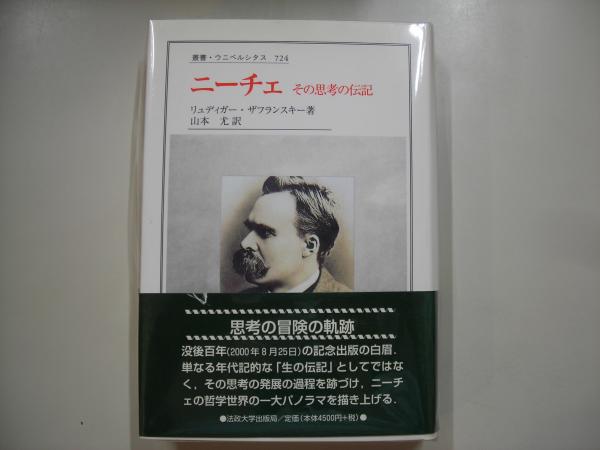 叢書・ウニベルシタス 724
ニーチェ その思考の伝記
リュディガー・ザフランスキー著
山本 尤訳
思考の冒険の軌跡
没後百年(2000年8月25日)の記念出版の白眉.
単なる年代記的な「生の伝記」としてではな
く,その思考の発展の過程を跡づけ,ニーチ
ェの哲学世界の一大パノラマを描き上げる.
●法政大学出版局/定価(本体4500円+税)●